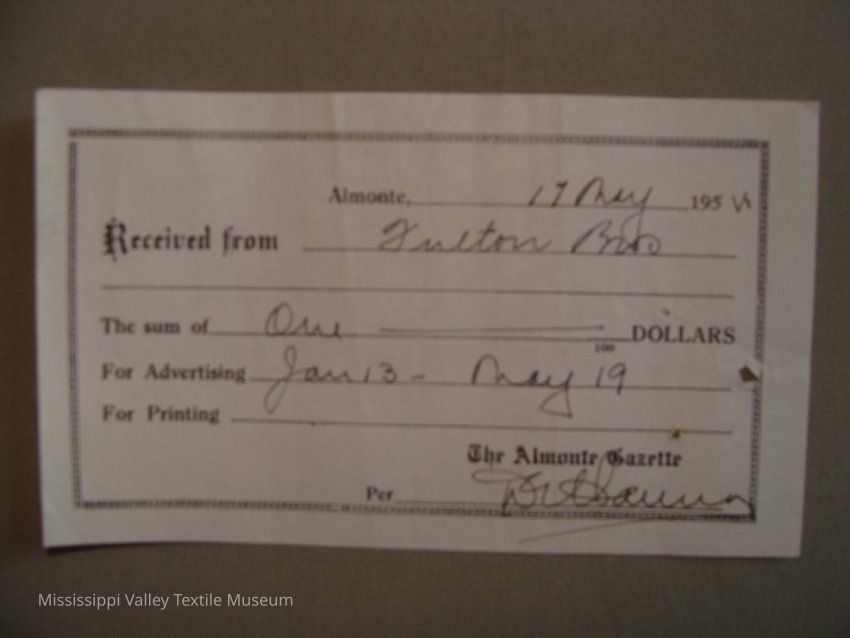 Almonte, 17 May 195
Received from Fulton Bros
The sum of One DOLLARS
100
For Advertising Jan 13 - May 19
For Printing
The Almonte Gazette
Per
Mississippi Valley Textile Museum